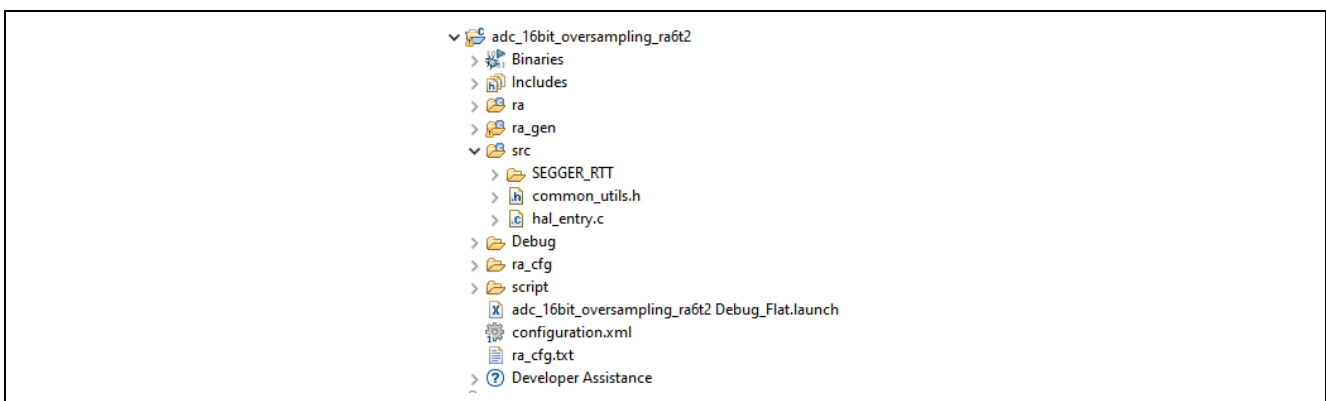 adc_16bit_oversampling_ra6t2
Binaries
Includes
ra
ra_gen
src
SEGGER_RTT
common_utils.h
hal_entry.c
Debug
ra_cfg
script
adc_16bit_oversampling_ra6t2 Debug_Flat.launch
configuration.xml
ra_cfg.txt
Developer Assistance